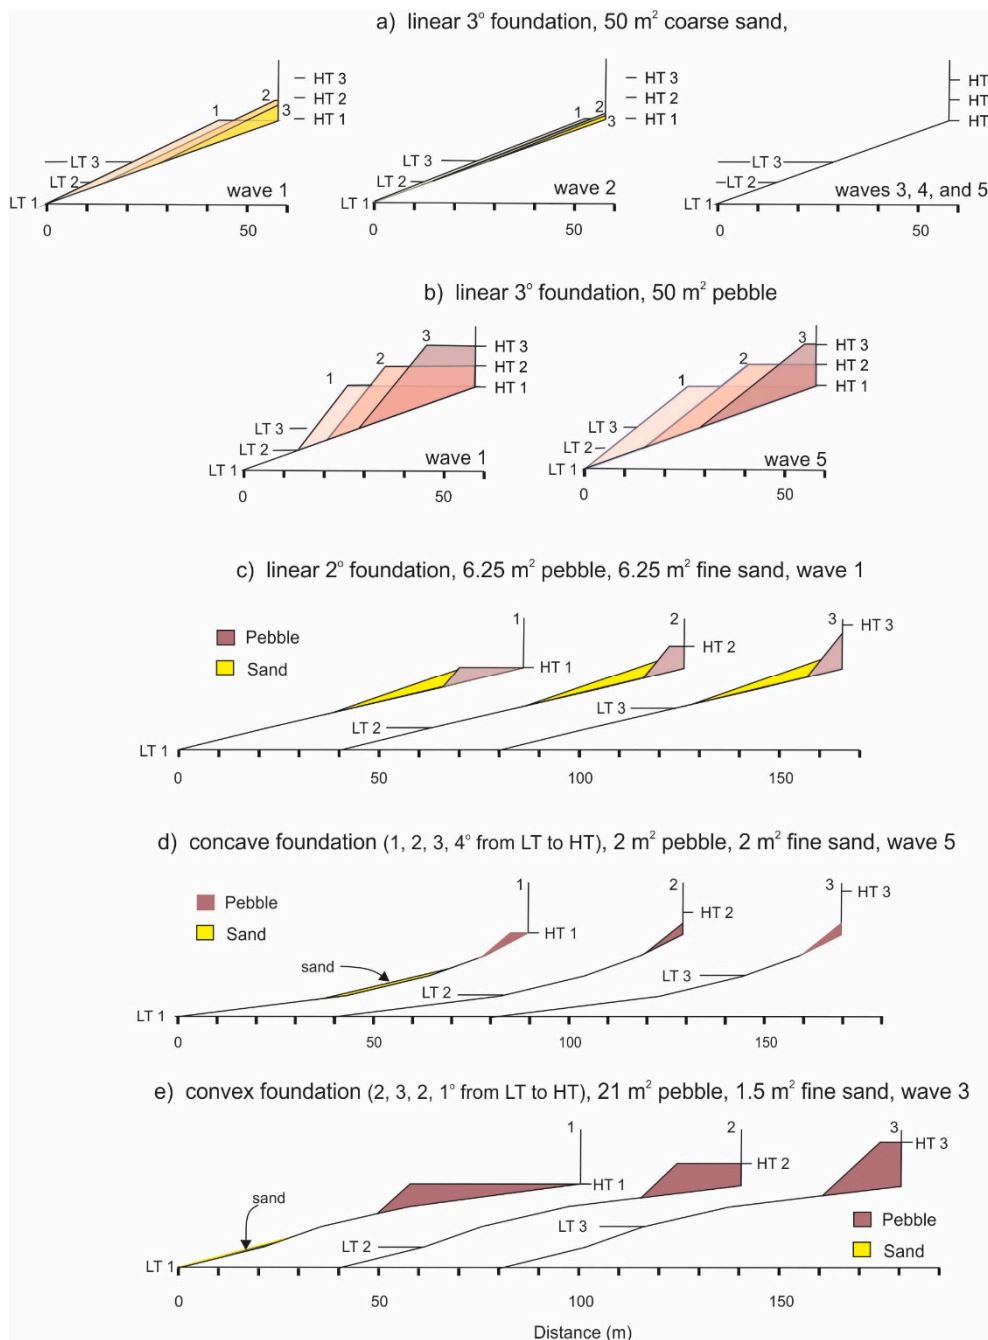 a) linear 3° foundation, 50 m² coarse sand,
HT 3
HT 2
HT 1
1
2
3
LT 3
LT 2
LT 1
wave 1
0 50
HT 3
HT 2
HT 1
1
2
3
LT 3
LT 2
LT 1
wave 2
0 50
HT
HT
HT
LT 3
LT 2
LT 1
waves 3, 4, and 5
0 50
b) linear 3° foundation, 50 m² pebble
3
2
1
HT 3
HT 2
HT 1
LT 3
LT 2
LT 1
wave 1
0 50
3
2
1
HT 3
HT 2
HT 1
LT 3
LT 2
LT 1
wave 5
0 50
c) linear 2° foundation, 6.25 m² pebble, 6.25 m² fine sand, wave 1
Pebble
Sand
1
HT 1
2
HT 2
3
HT 3
LT 1
LT 2
LT 3
0 50 100 150
d) concave foundation (1, 2, 3, 4° from LT to HT), 2 m² pebble, 2 m² fine sand, wave 5
Pebble
Sand
sand
1
HT 1
2
HT 2
3
HT 3
LT 1
LT 2
LT 3
0 50 100 150
e) convex foundation (2, 3, 2, 1° from LT to HT), 21 m² pebble, 1.5 m² fine sand, wave 3
sand
1
HT 1
2
HT 2
3
HT 3
LT 1
LT 2
LT 3
Pebble
Sand
0 50 100 150
Distance (m)